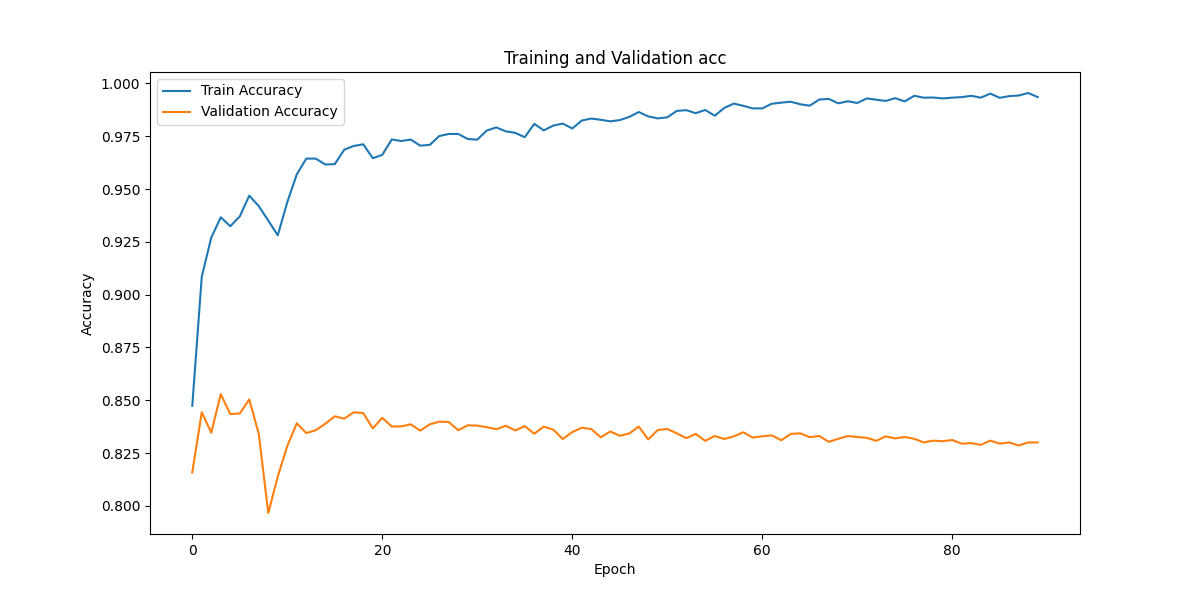 Training and Validation acc
Train Accuracy
Validation Accuracy
1.000
0.975
0.950
0.925
0.900
0.875
0.850
0.825
0.800
Accuracy
0 20 40 60 80
Epoch